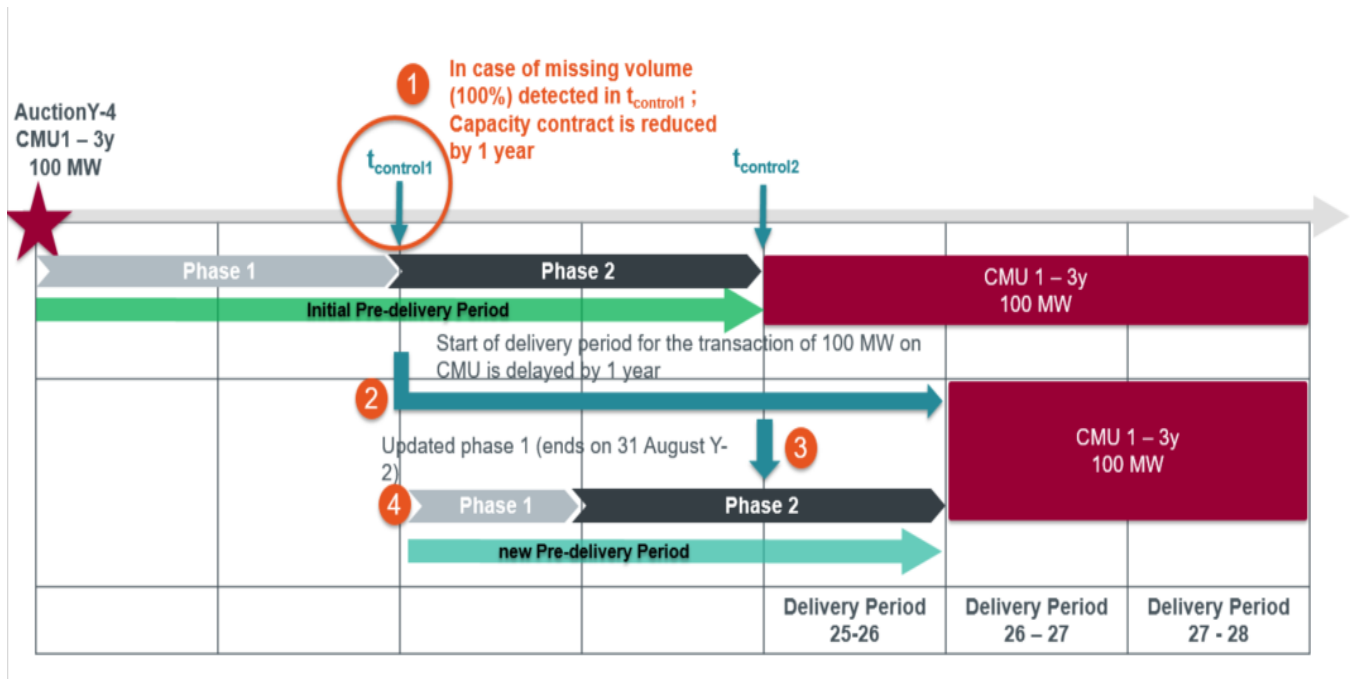 AuctionY-4
CMU1 – 3y
100 MW
1
In case of missing volume
(100%) detected in tcontrol1 ;
Capacity contract is reduced
by 1 year
tcontrol1
tcontrol2
Phase 1
Phase 2
CMU 1 – 3y
100 MW
Initial Pre-delivery Period
Start of delivery period for the transaction of 100 MW on
CMU is delayed by 1 year
2
CMU 1 – 3y
100 MW
Updated phase 1 (ends on 31 August Y-
2)
3
4
Phase 1
Phase 2
new Pre-delivery Period
Delivery Period
25-26
Delivery Period
26 – 27
Delivery Period
27 - 28